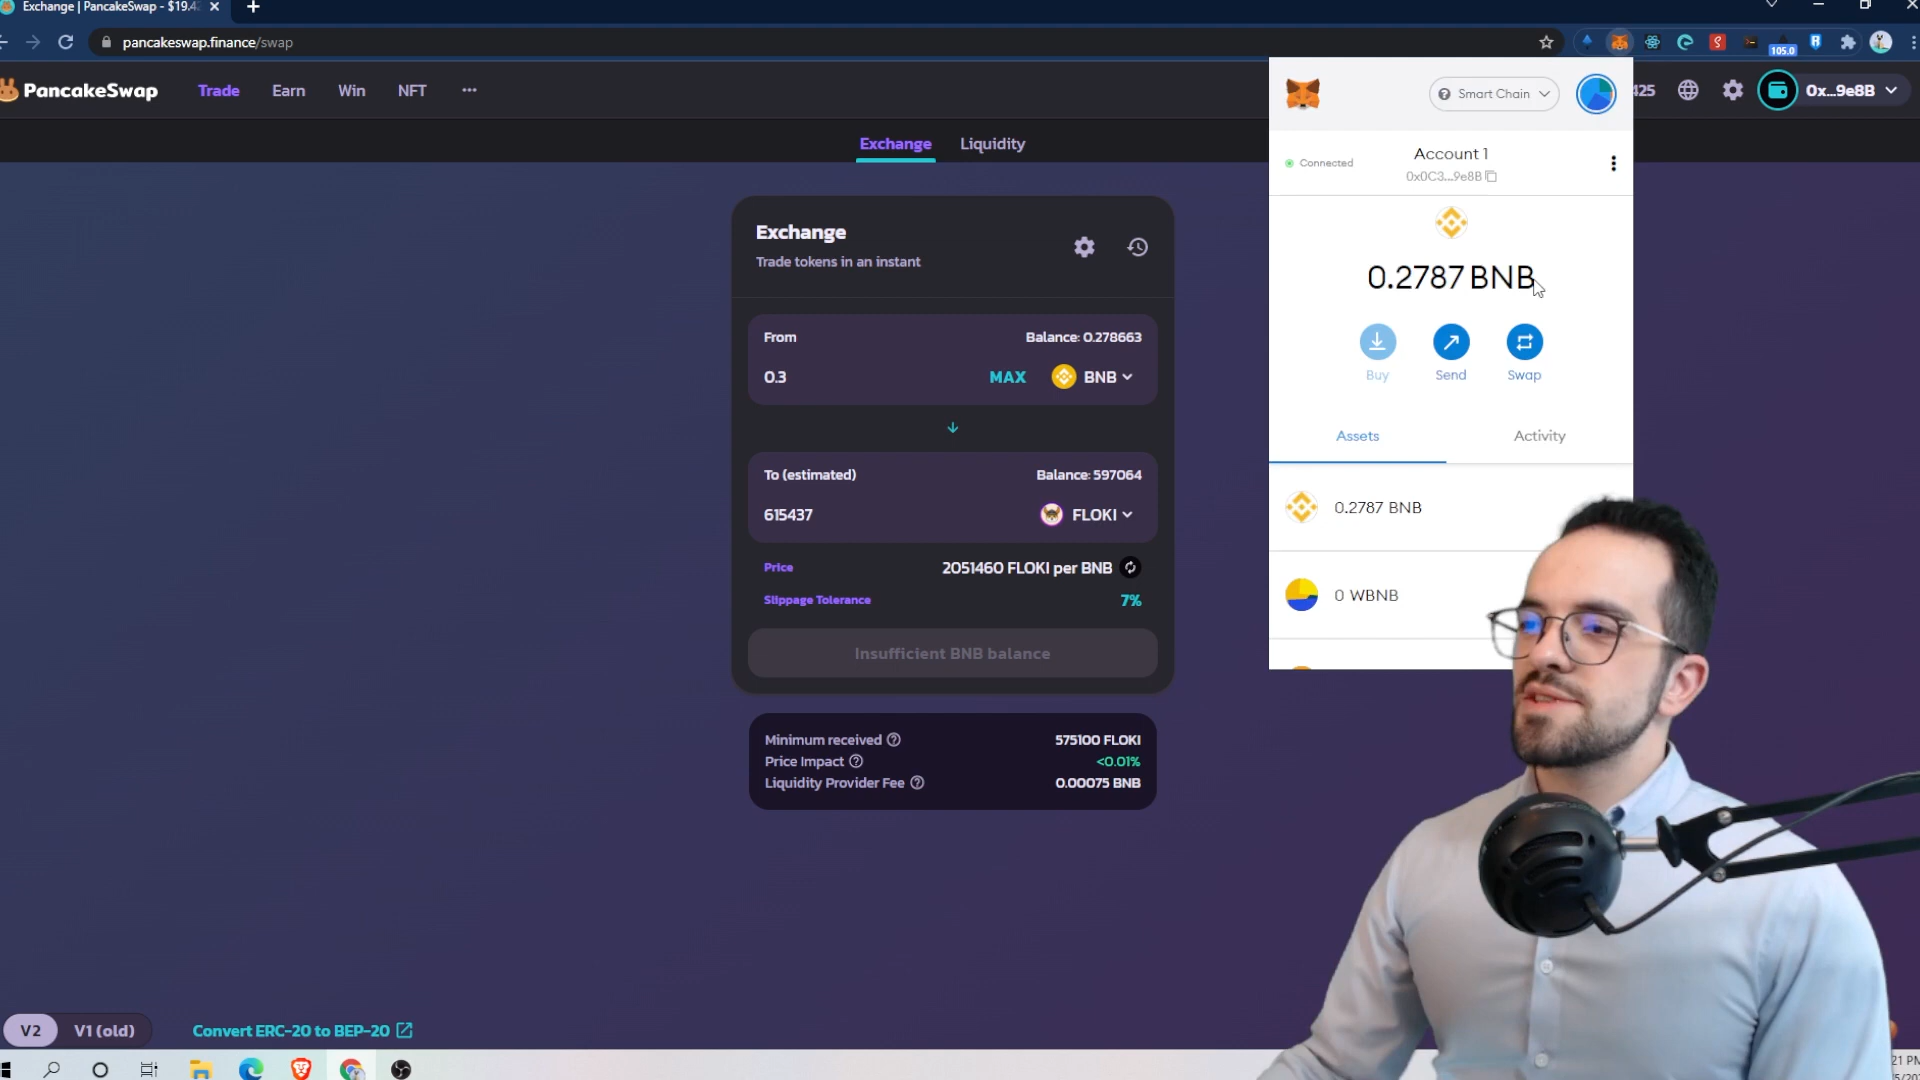 Exchange | PancakeSwap - $19.42
pancakeswap.finance/swap
105.0
PancakeSwap
Trade
Earn
Win
NFT
425
0x...9e8B
Exchange
Liquidity
Smart Chain
Connected
Account 1
0x0C3...9e8B
0.2787 BNB
Buy
Send
Swap
Assets
Activity
0.2787 BNB
0 WBNB
Exchange
Trade tokens in an instant
From
Balance: 0.278663
0.3
MAX
BNB
To (estimated)
Balance: 597064
615437
FLOKI
Price
2051460 FLOKI per BNB
Slippage Tolerance
7%
Insufficient BNB balance
Minimum received
575100 FLOKI
Price Impact
<0.01%
Liquidity Provider Fee
0.00075 BNB
V2
V1 (old)
Convert ERC-20 to BEP-20
21 PM